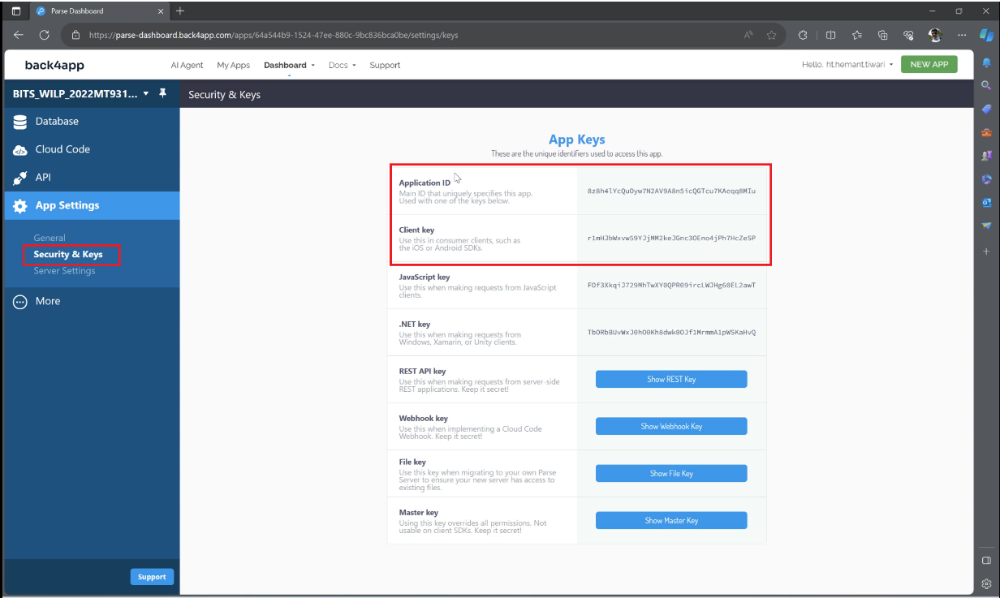 Parse Dashboard
https://parse-dashboard.back4app.com/apps/64a544b9-1524-47ee-880c-9bc836bca0be/settings/keys
back4app
AI Agent My Apps Dashboard Docs Support
Hello, ht.hemant.tiwari
NEW APP
BITS_WILP_2022MT931...
Security & Keys
Database
Cloud Code
API
App Settings
General
Security & Keys
Server Settings
More
Support
App Keys
These are the unique identifiers used to access this app.
Application ID
Main ID that uniquely specifies this app.
Used with one of the keys below.
8z8h4lYcQuOyw7N2AV9A8n5icQGTcu7KAeqq8MIu
Client key
Use this in consumer clients, such as
the iOS or Android SDKs.
r1mHJbWxvwS9YJjMM2keJGnc3OEno4jPh7HcZeSP
JavaScript key
Use this when making requests from JavaScript
clients.
FOf3XkqiJ729MhTwXY0QPR09ircLWJHg60EL2awT
.NET key
Use this when making requests from
Windows, Xamarin, or Unity clients.
TbORbBUvWxJ0hO0Kh8dwk0OJf1MrmmA1pWSKaHvQ
REST API key
Use this when making requests from server-side
REST applications. Keep it secret!
Show REST Key
Webhook key
Use this when implementing a Cloud Code
Webhook. Keep it secret!
Show Webhook Key
File key
Use this key when migrating to your own Parse
Server to ensure your new server has access to
existing files.
Show File Key
Master key
Using this key overrides all permissions. Not
usable on client SDKs. Keep it secret!
Show Master Key